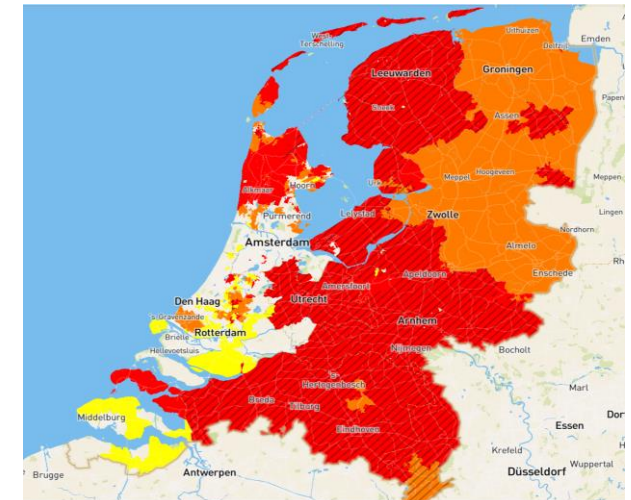 Uithuizen
Emden
West-
Terschelling
Delfzijl
Groningen
Leeuwarden
Papen
Sneek
Assen
Meppen
Meppel
Hoogeveen
Urk
Hoorn
Alkmaar
Lingen
Purmerend
Lelystad
Zwolle
Nordhorn
Amsterdam
Almelo
Rh
Apeldoorn
Enschede
Amersfoort
Den Haag
Utrecht
's-Gravenzande
Arnhem
Rotterdam
Brielle
Hellevoetsluis
Nijmegen
Bocholt
's-
Hertogenbosch
Marl
Breda
Tilburg
Dor
Middelburg
Essen
Eindhoven
Krefeld
H
Antwerpen
Düsseldorf
Wuppertal
Brugge